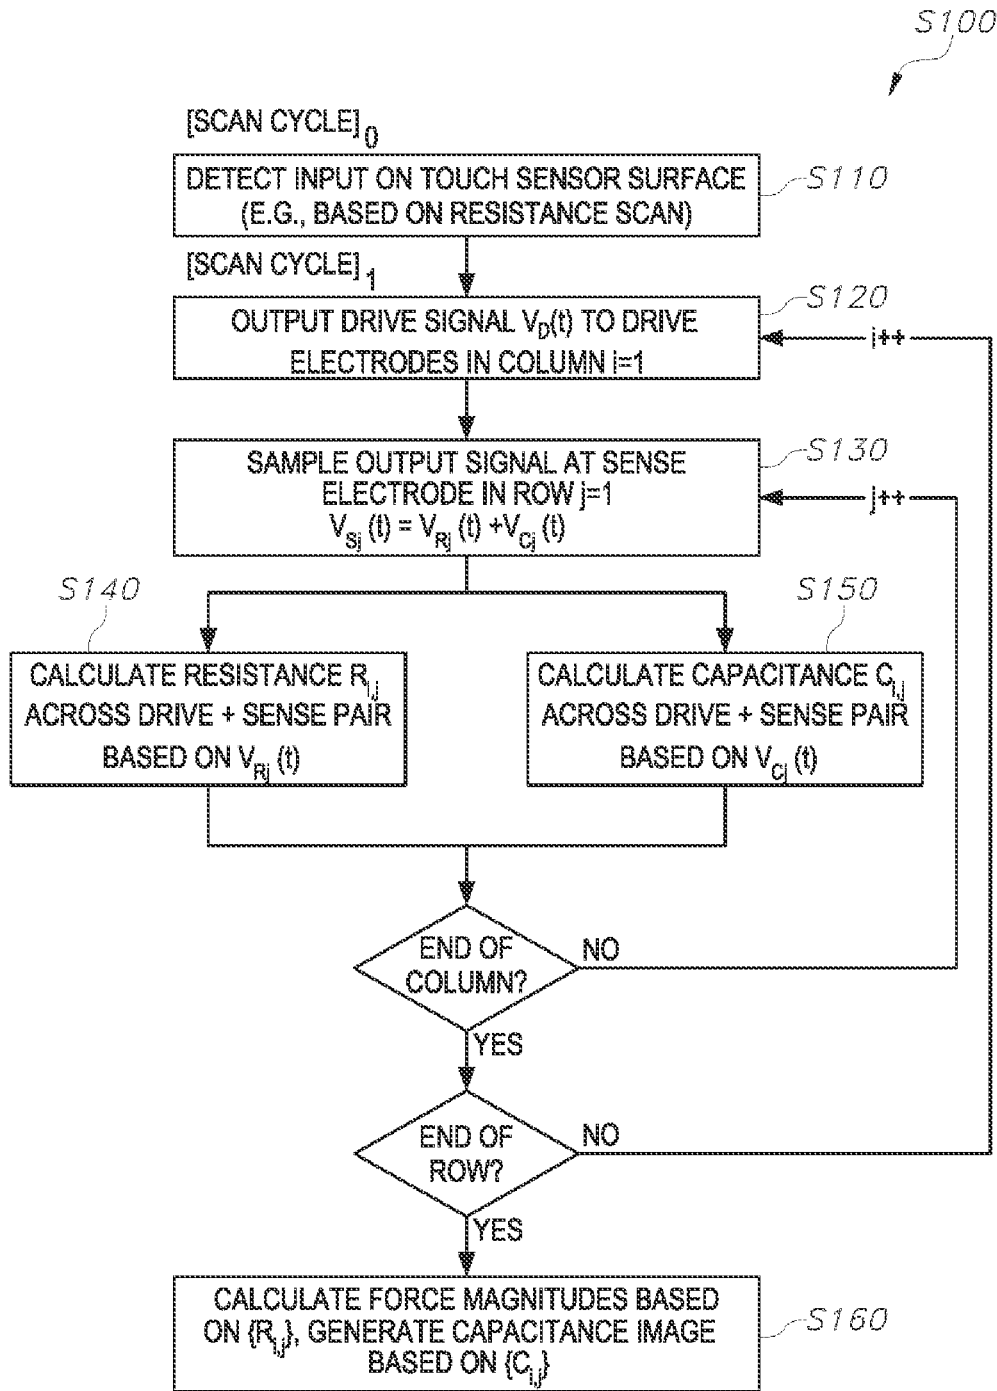 S100
[SCAN CYCLE]0
DETECT INPUT ON TOUCH SENSOR SURFACE
(E.G., BASED ON RESISTANCE SCAN)
S110
[SCAN CYCLE]1
OUTPUT DRIVE SIGNAL VD(t) TO DRIVE
ELECTRODES IN COLUMN i=1
S120
i++
SAMPLE OUTPUT SIGNAL AT SENSE
ELECTRODE IN ROW j=1
VSj (t) = VRj (t) +VCj (t)
S130
j++
S140
CALCULATE RESISTANCE Ri,j
ACROSS DRIVE + SENSE PAIR
BASED ON VRj (t)
S150
CALCULATE CAPACITANCE Ci,j
ACROSS DRIVE + SENSE PAIR
BASED ON VCj (t)
END OF
COLUMN?
NO
YES
END OF
ROW?
NO
YES
CALCULATE FORCE MAGNITUDES BASED
ON {Ri,j}, GENERATE CAPACITANCE IMAGE
BASED ON {Ci,j}
S160